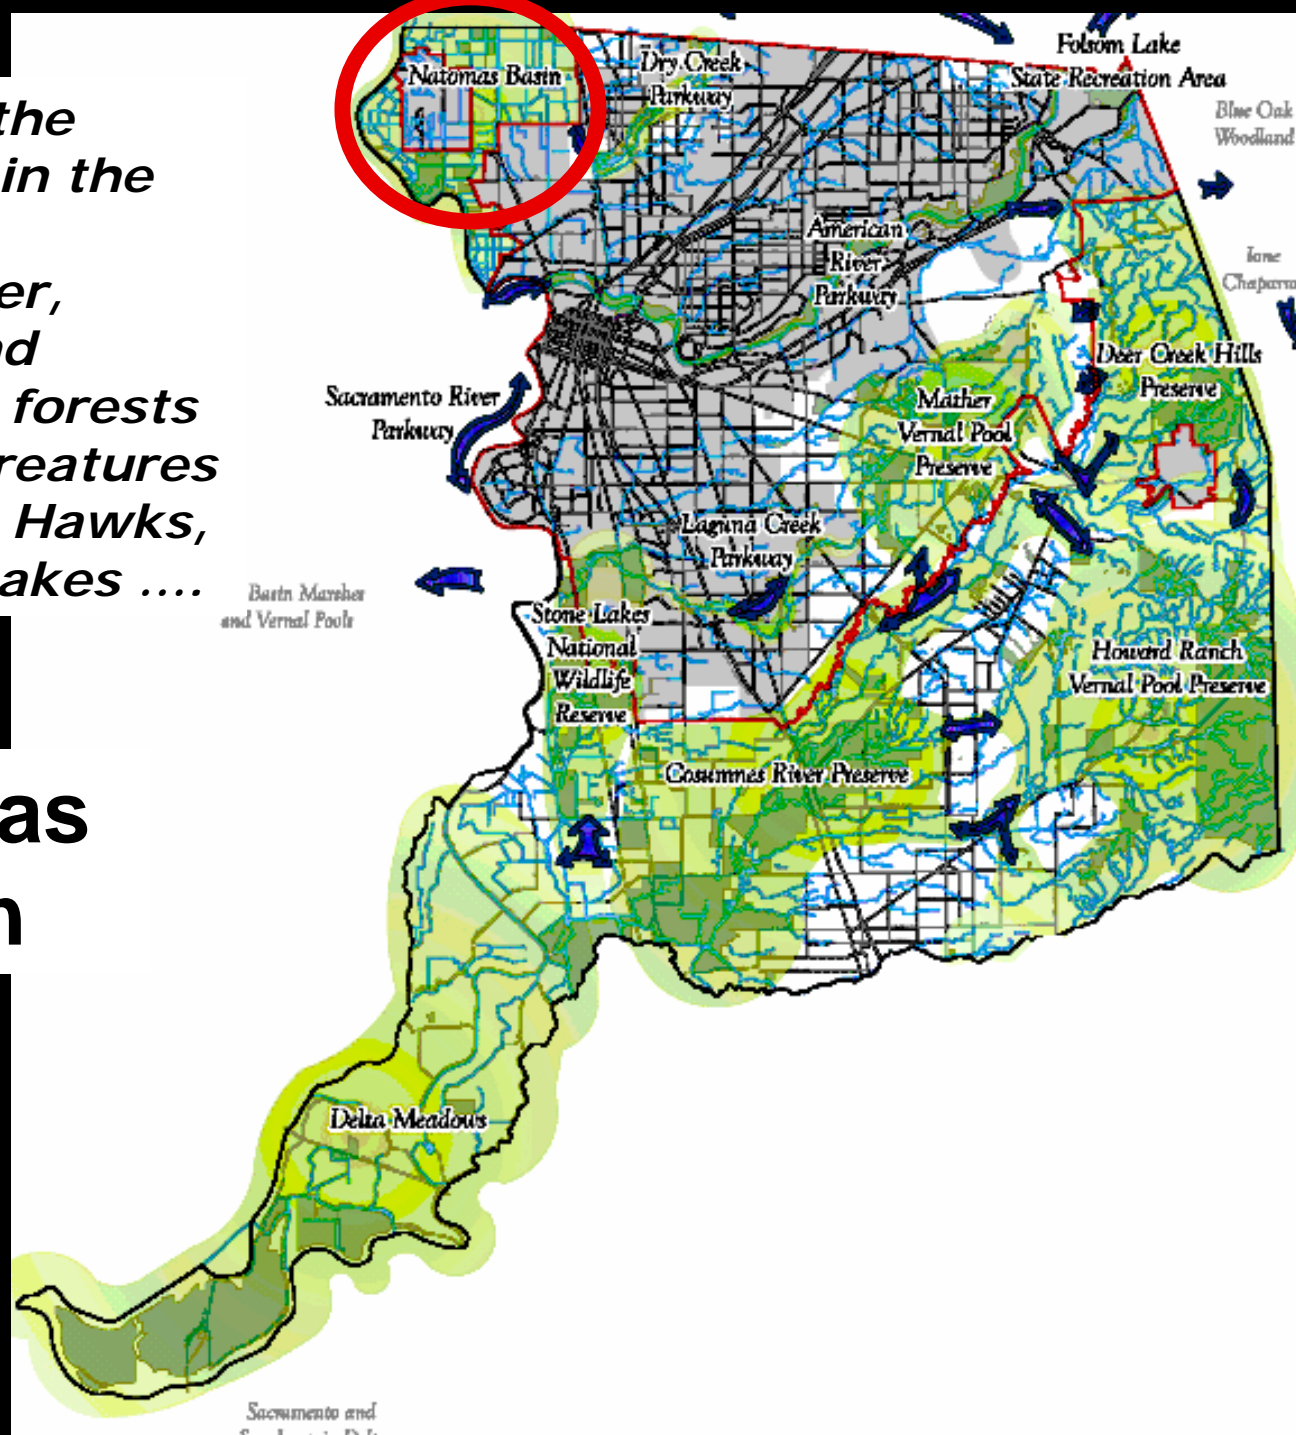 the
in the
er,
nd
forests
reatures
Hawks,
akes ....
as
n
Natomas Basin
Dry Creek
Parkway
Folsom Lake
State Recreation Area
Blue Oak
Woodland
American
River
Parkway
Ione
Chaparral
Deer Creek Hills
Preserve
Sacramento River
Parkway
Mather
Vernal Pool
Preserve
Laguna Creek
Parkway
Basin Marshes
and Vernal Pools
Stone Lakes
National
Wildlife
Reserve
Howard Ranch
Vernal Pool Preserve
Cosumnes River Preserve
Delta Meadows
Sacramento and